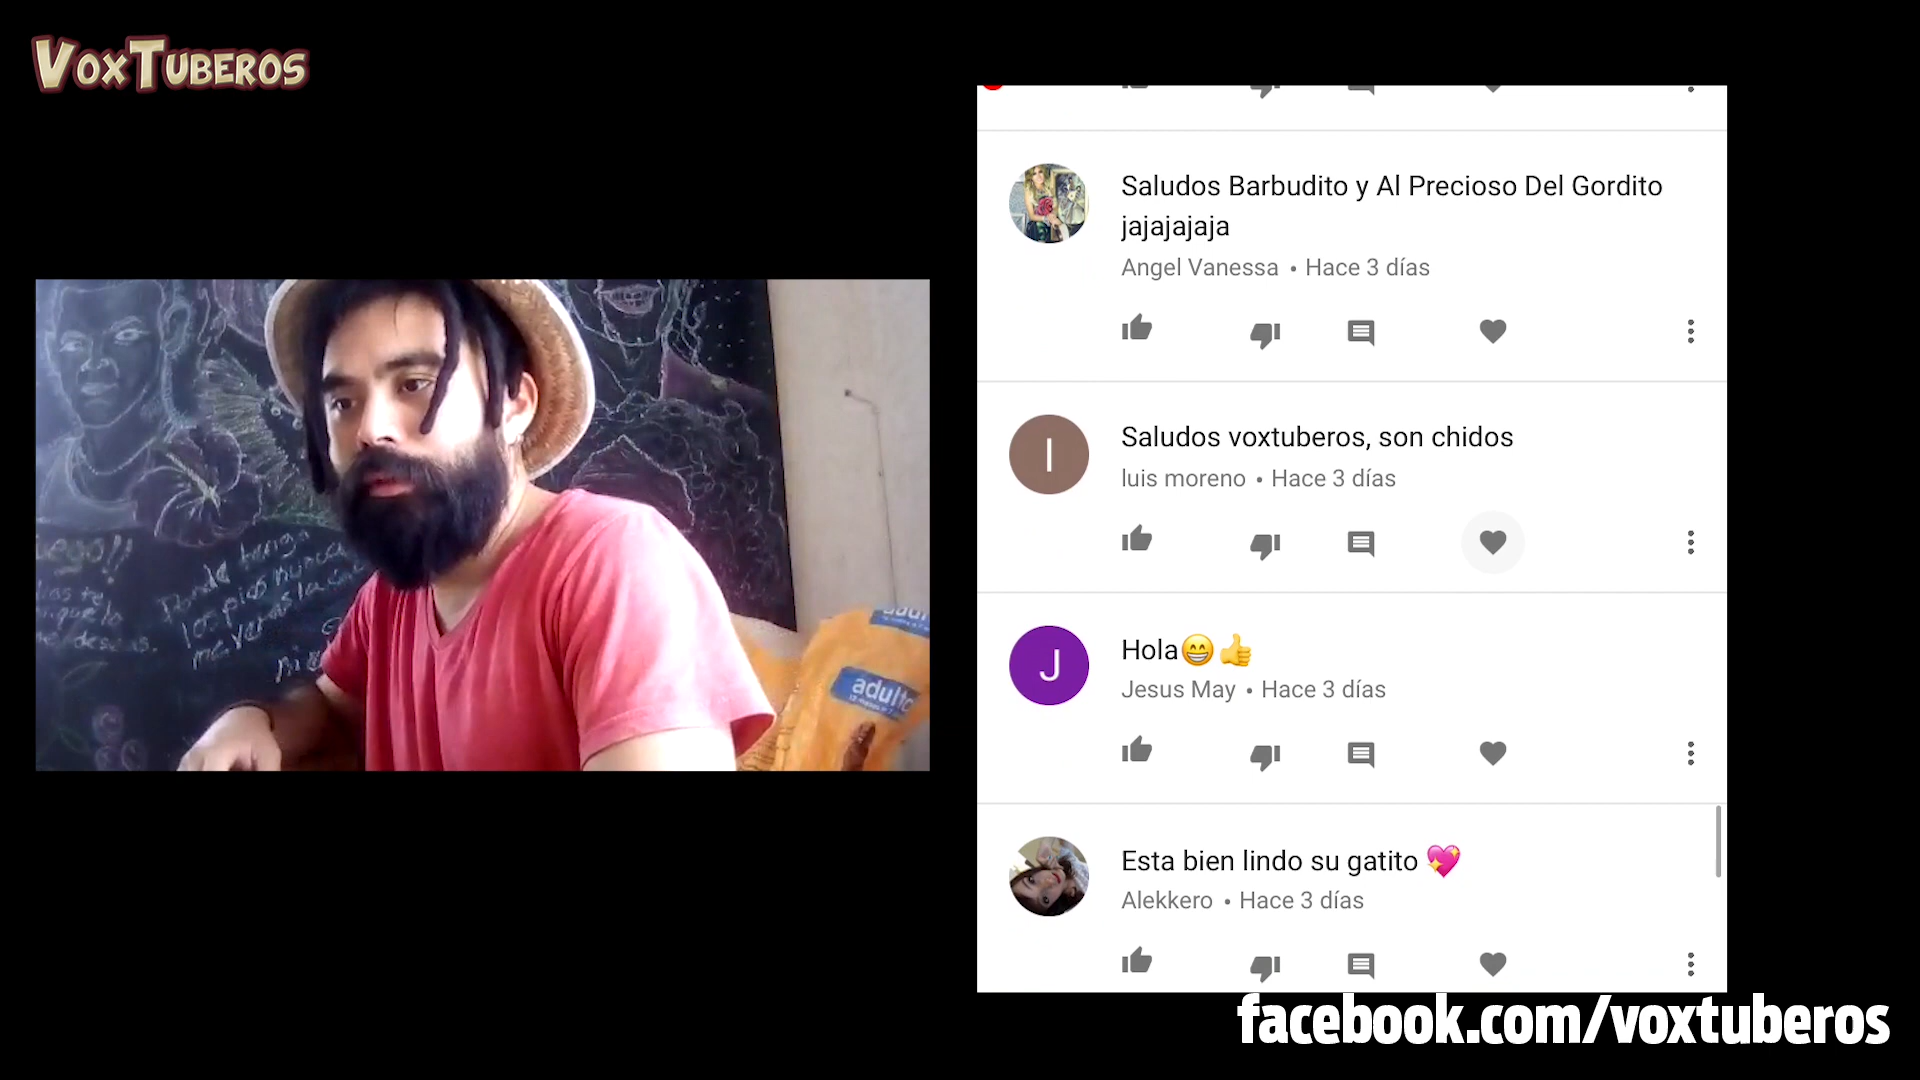 VOXTUBEROS
Saludos Barbudito y Al Precioso Del Gordito
jajajajaja
Angel Vanessa • Hace 3 días
I
Saludos voxtuberos, son chidos
luis moreno • Hace 3 días
J
Hola😁👍
Jesus May • Hace 3 días
Esta bien lindo su gatito 💖
Alekkero • Hace 3 días
adulto
facebook.com/voxtuberos